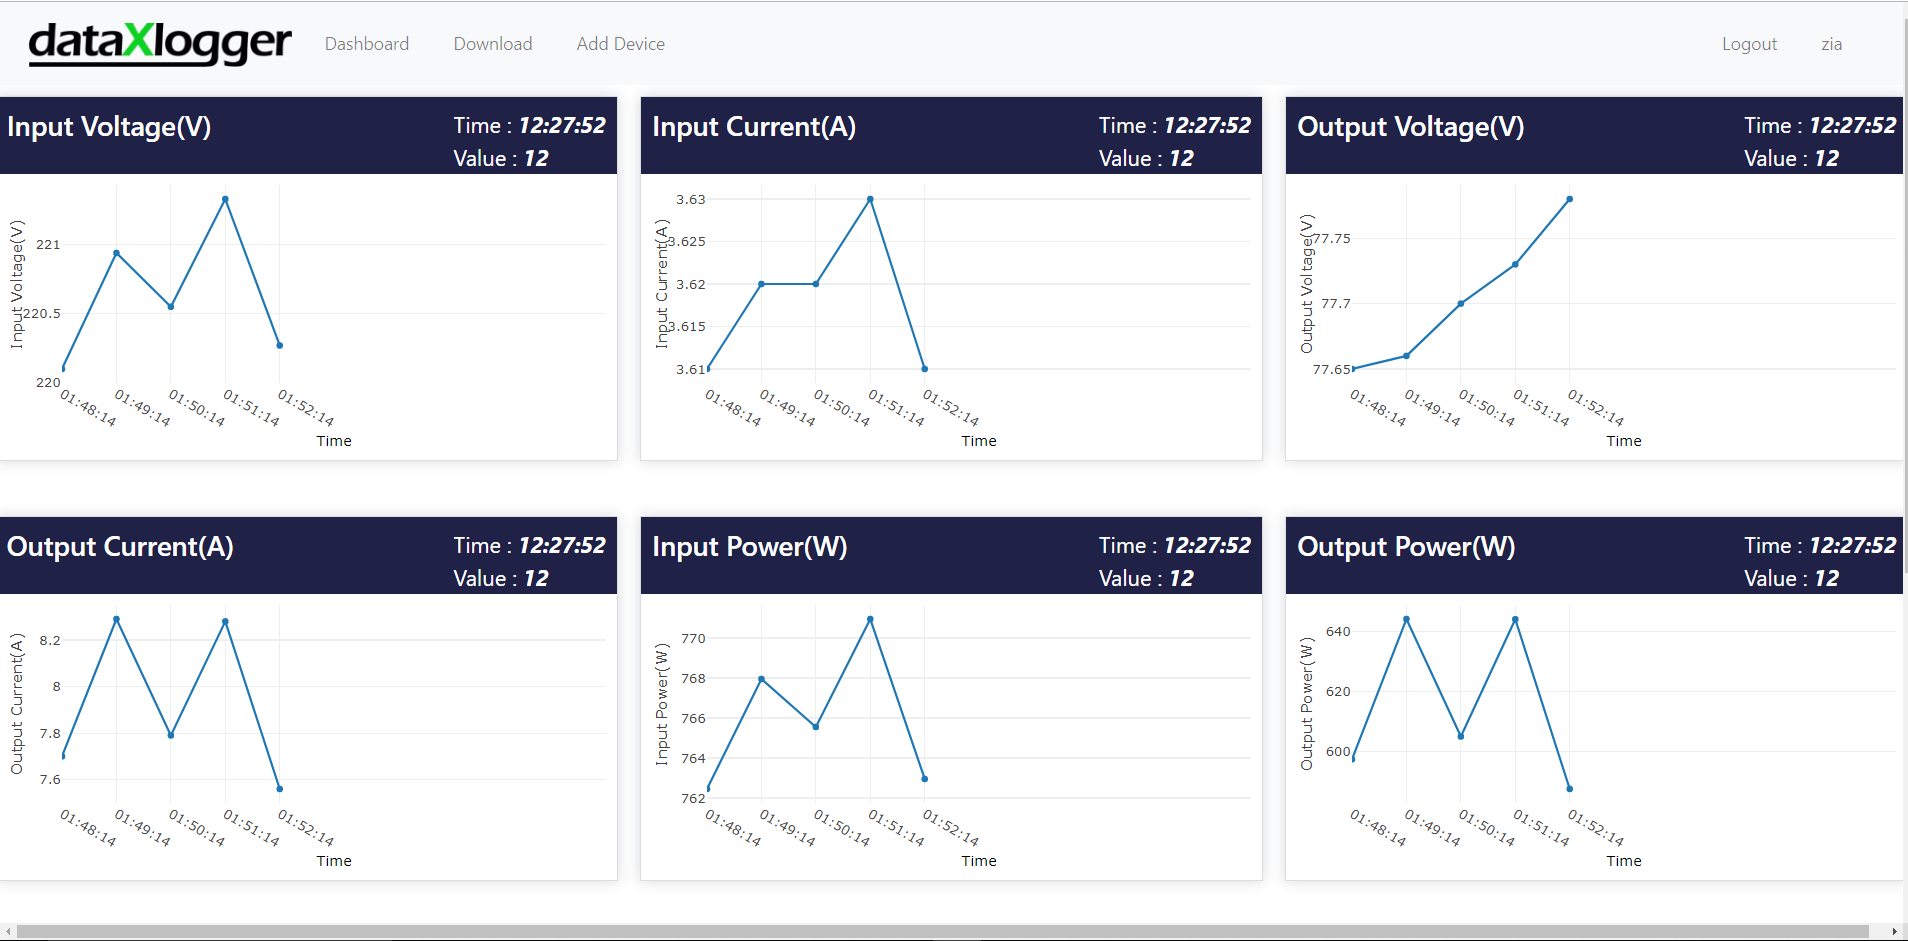 dataXlogger Dashboard Download Add Device Logout zia
Input Voltage(V) Time : 12:27:52
Value : 12
Input Voltage(V)
221
220.5
220
01:48:14 01:49:14 01:50:14 01:51:14 01:52:14
Time
Input Current(A) Time : 12:27:52
Value : 12
Input Current(A)
3.63
3.625
3.62
3.615
3.61
01:48:14 01:49:14 01:50:14 01:51:14 01:52:14
Time
Output Voltage(V) Time : 12:27:52
Value : 12
Output Voltage(V)
77.75
77.7
77.65
01:48:14 01:49:14 01:50:14 01:51:14 01:52:14
Time
Output Current(A) Time : 12:27:52
Value : 12
Output Current(A)
8.2
8
7.8
7.6
01:48:14 01:49:14 01:50:14 01:51:14 01:52:14
Time
Input Power(W) Time : 12:27:52
Value : 12
Input Power(W)
770
768
766
764
762
01:48:14 01:49:14 01:50:14 01:51:14 01:52:14
Time
Output Power(W) Time : 12:27:52
Value : 12
Output Power(W)
640
620
600
01:48:14 01:49:14 01:50:14 01:51:14 01:52:14
Time